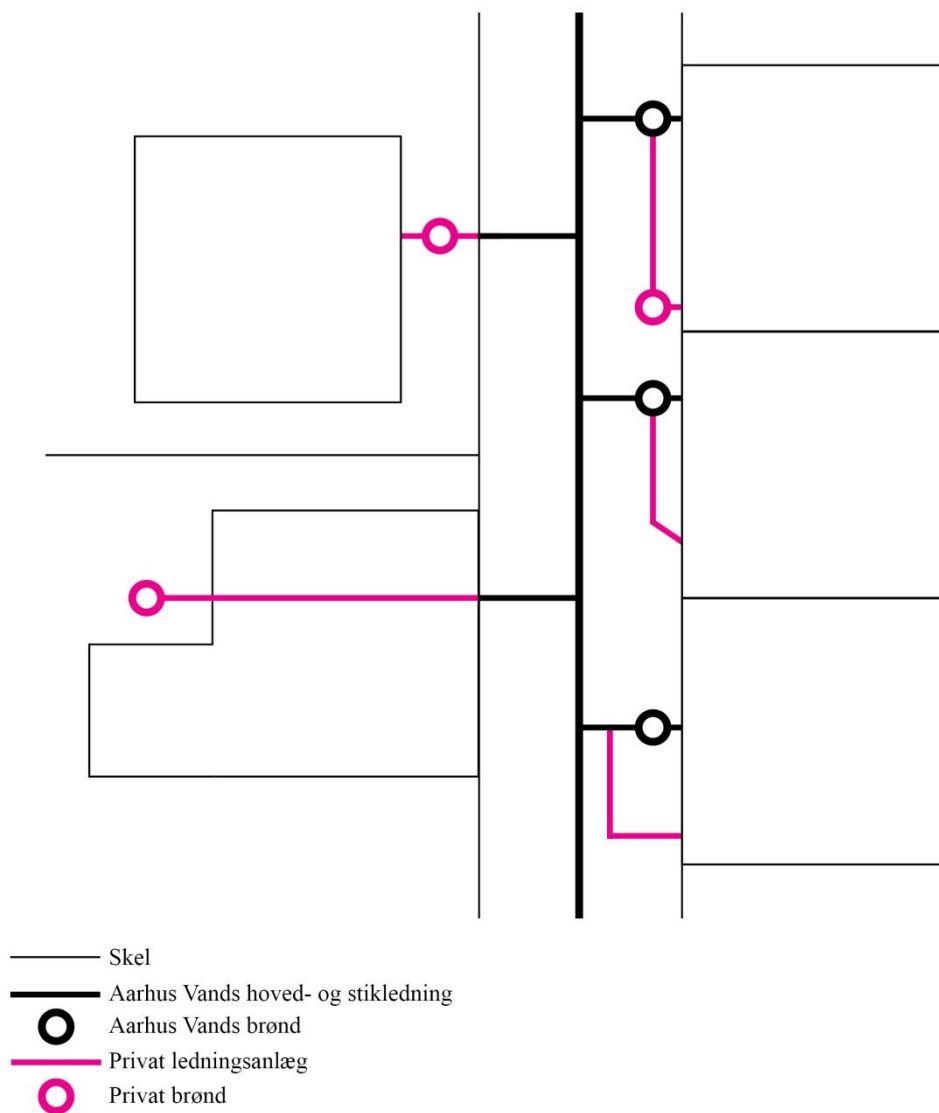 Skel
Aarhus Vands hoved- og stikledning
Aarhus Vands brønd
Privat ledningsanlæg
Privat brønd